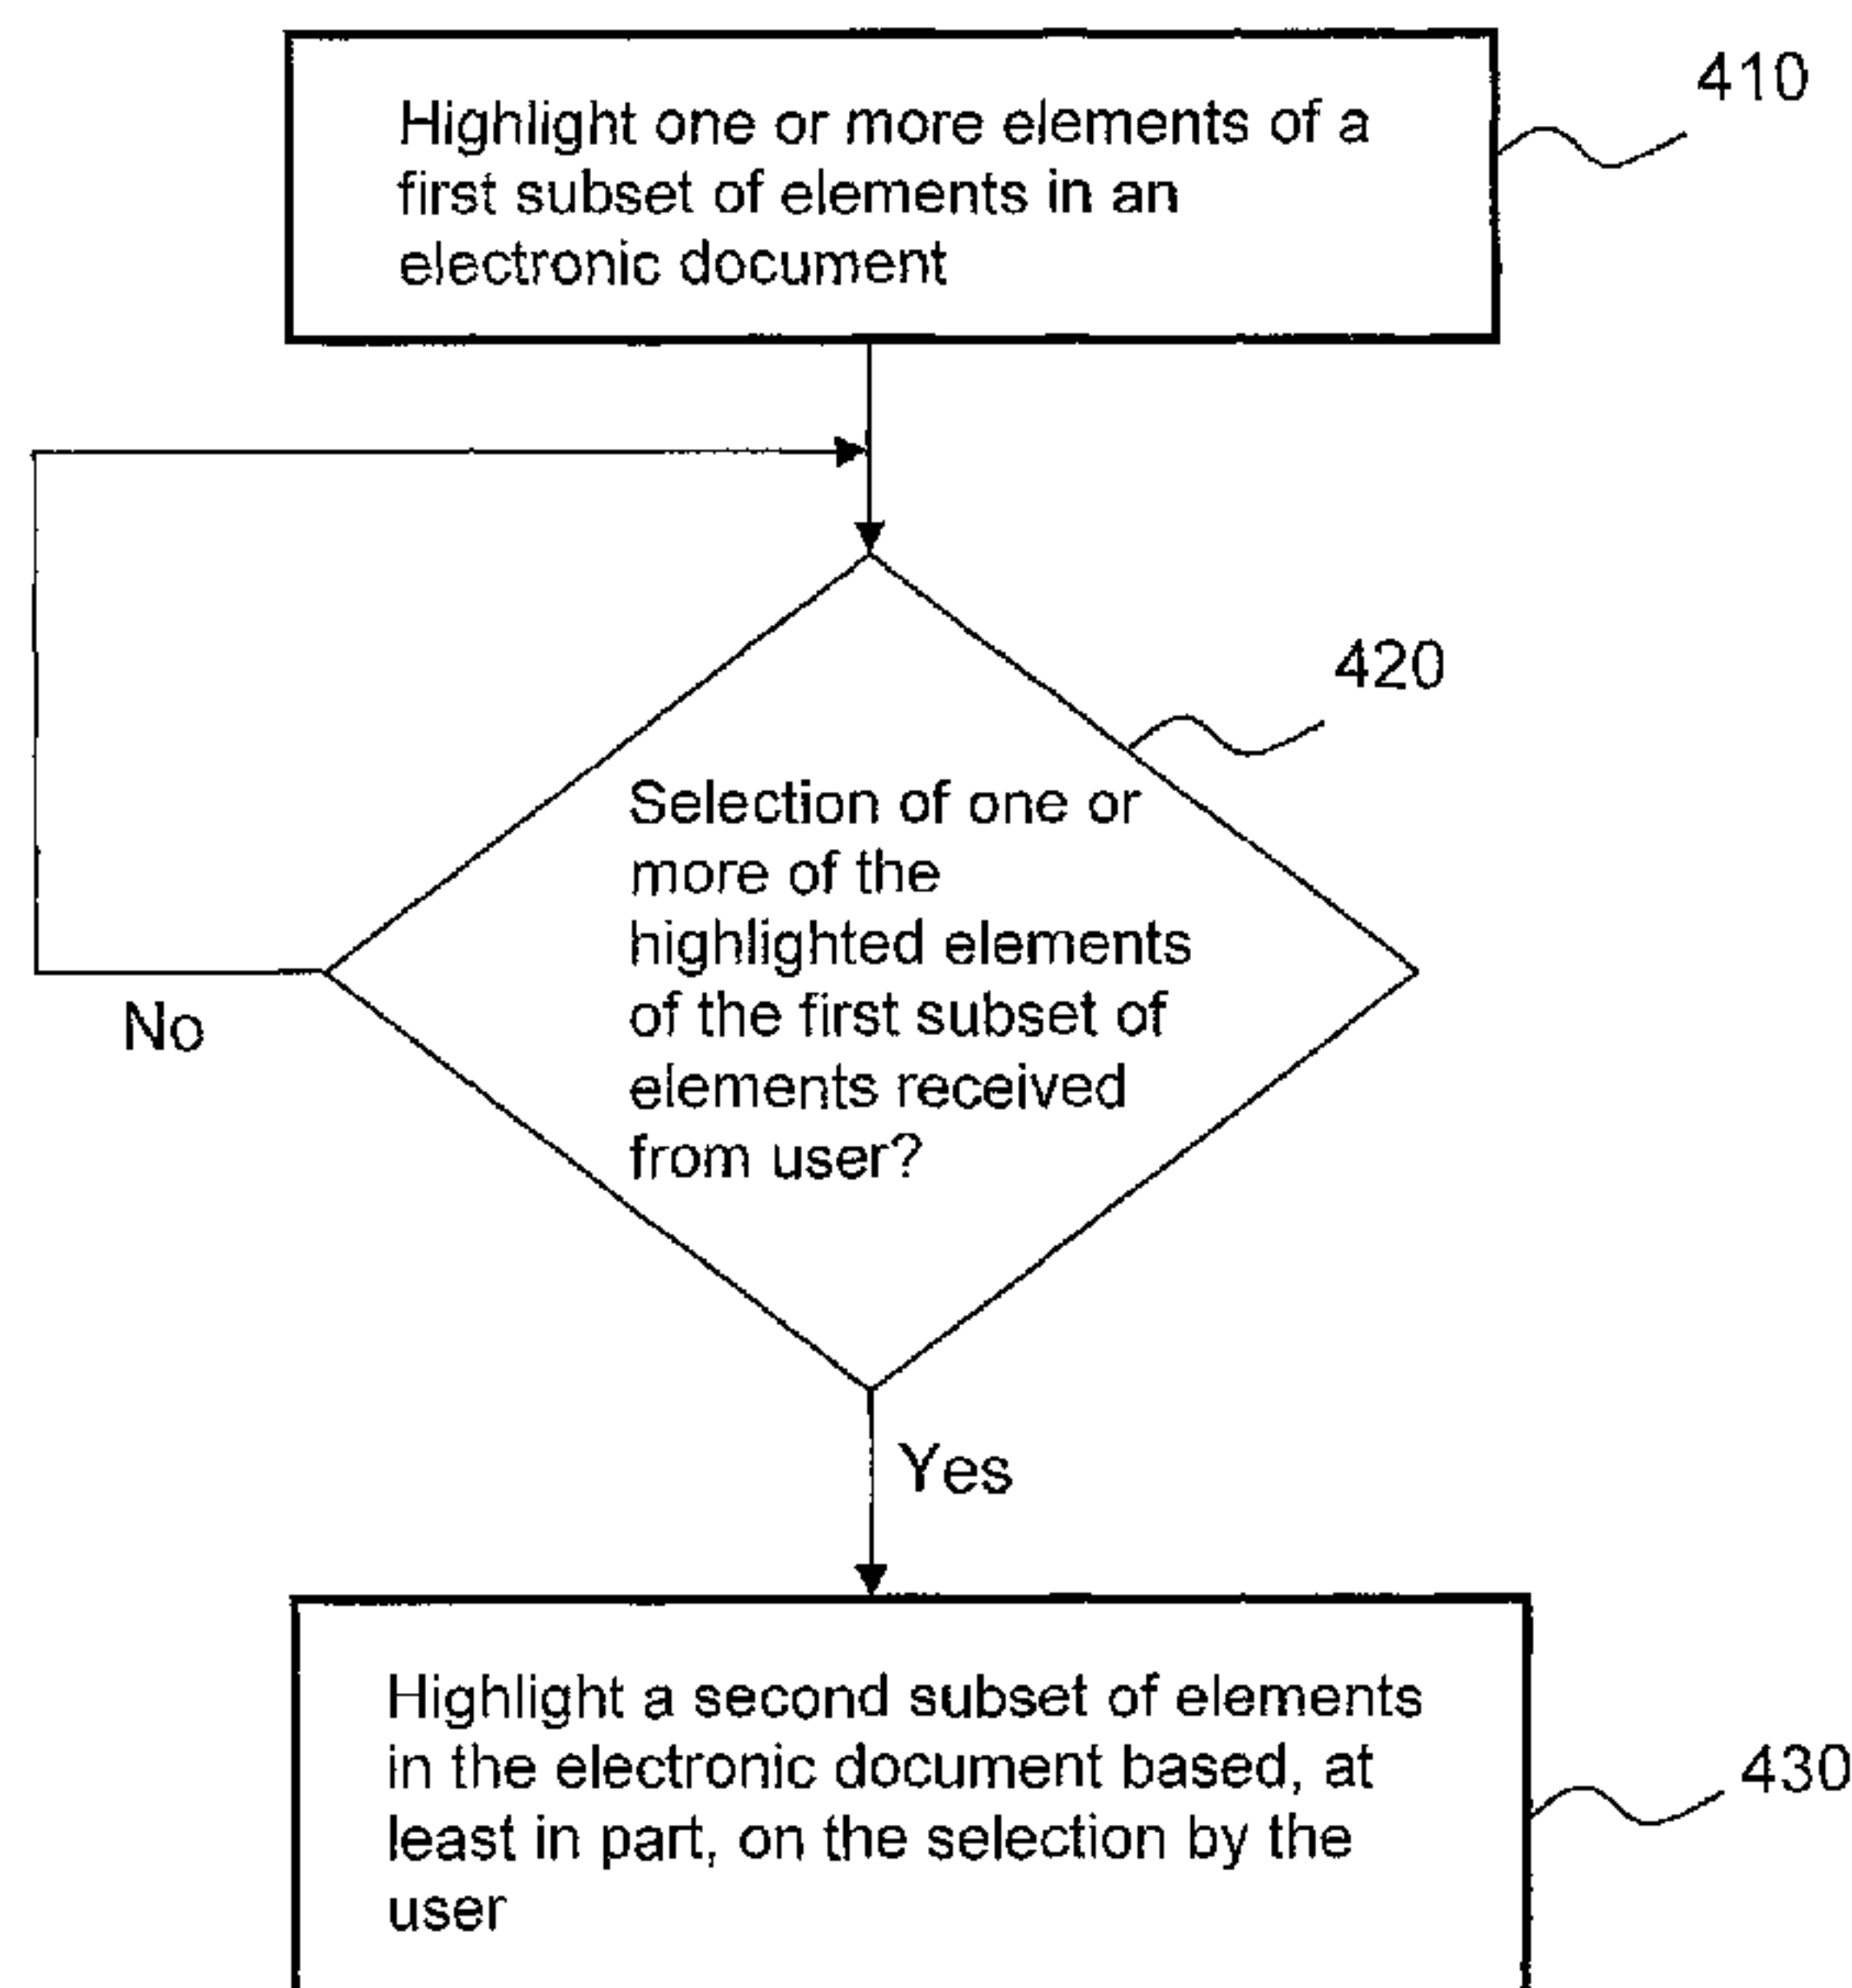 Highlight one or more elements of a
first subset of elements in an
electronic document
410
420
Selection of one or
more of the
highlighted elements
of the first subset of
elements received
from user?
No
Yes
Highlight a second subset of elements
in the electronic document based, at
least in part, on the selection by the
user
430